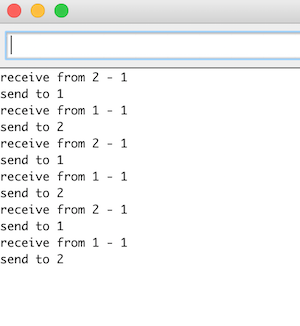 receive from 2 - 1
send to 1
receive from 1 - 1
send to 2
receive from 2 - 1
send to 1
receive from 1 - 1
send to 2
receive from 2 - 1
send to 1
receive from 1 - 1
send to 2